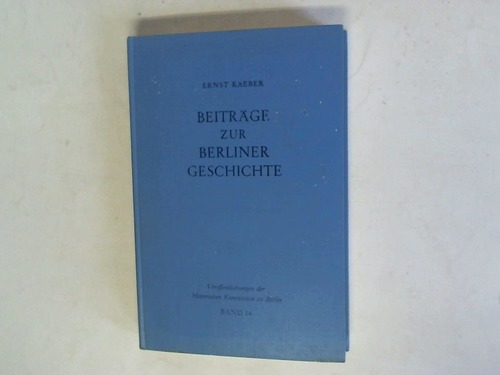 ERNST KAEBER
BEITRÄGE
ZUR
BERLINER
GESCHICHTE
Veröffentlichungen der
Historischen Kommission zu Berlin
BAND 14